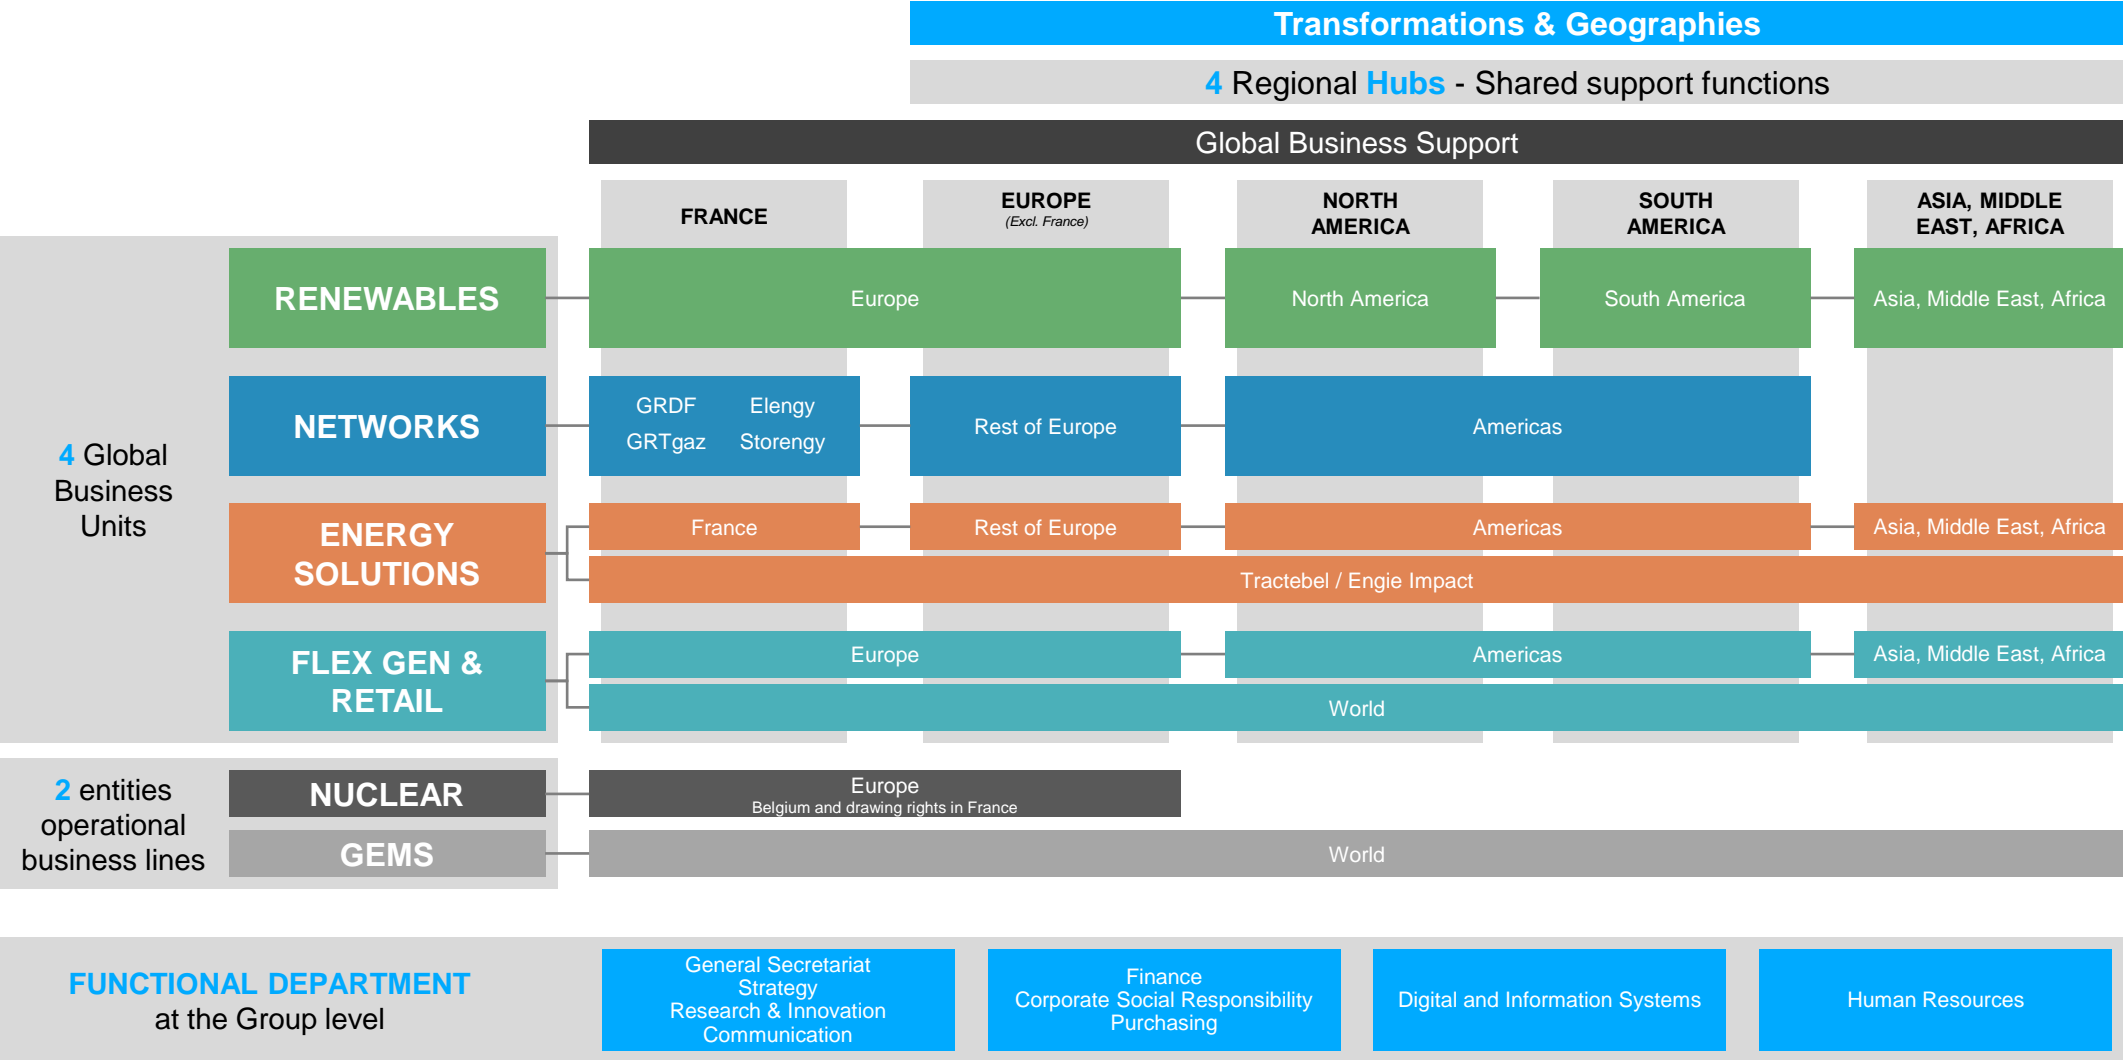 Transformations & Geographies
4 Regional Hubs - Shared support functions
Global Business Support
FRANCE
EUROPE
(Excl. France)
NORTH
AMERICA
SOUTH
AMERICA
ASIA, MIDDLE
EAST, AFRICA
4 Global
Business
Units
RENEWABLES
Europe
North America
South America
Asia, Middle East, Africa
NETWORKS
GRDF Elengy
GRTgaz Storengy
Rest of Europe
Americas
ENERGY
SOLUTIONS
France
Rest of Europe
Americas
Asia, Middle East, Africa
Tractebel / Engie Impact
FLEX GEN &
RETAIL
Europe
Americas
Asia, Middle East, Africa
World
2 entities
operational
business lines
NUCLEAR
Europe
Belgium and drawing rights in France
GEMS
World
FUNCTIONAL DEPARTMENT
at the Group level
General Secretariat
Strategy
Research & Innovation
Communication
Finance
Corporate Social Responsibility
Purchasing
Digital and Information Systems
Human Resources